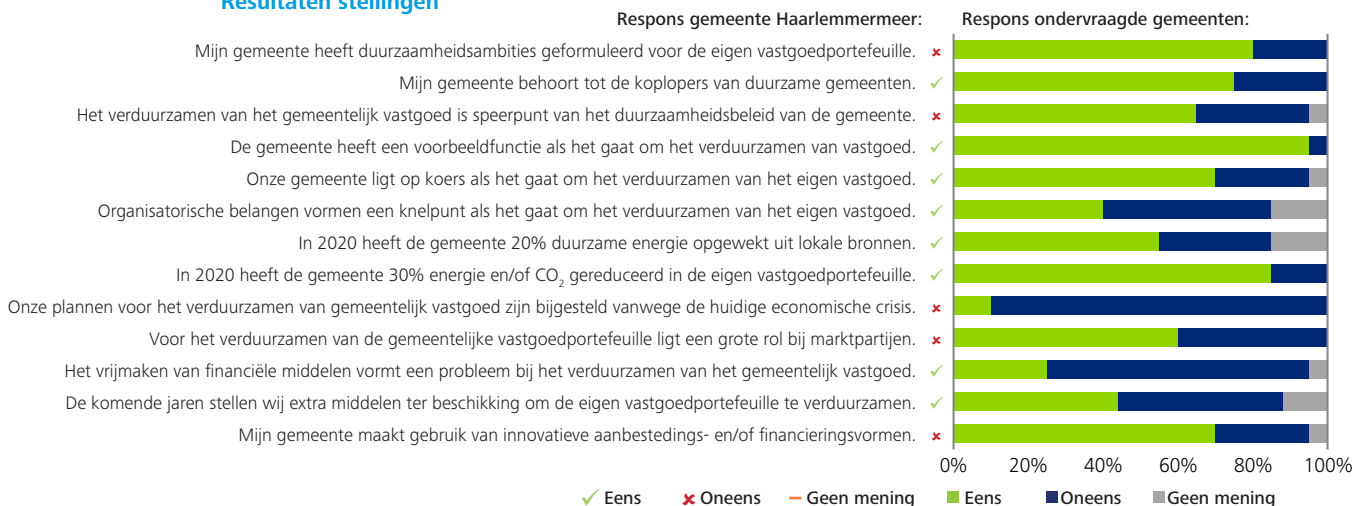 Resultaten stellingen
Respons gemeente Haarlemmermeer: Respons ondervraagde gemeenten:
Mijn gemeente heeft duurzaamheidsambities geformuleerd voor de eigen vastgoedportefeuille. ✗
Mijn gemeente behoort tot de koplopers van duurzame gemeenten. ✓
Het verduurzamen van het gemeentelijk vastgoed is speerpunt van het duurzaamheidsbeleid van de gemeente. ✗
De gemeente heeft een voorbeeldfunctie als het gaat om het verduurzamen van vastgoed. ✓
Onze gemeente ligt op koers als het gaat om het verduurzamen van het eigen vastgoed. ✓
Organisatorische belangen vormen een knelpunt als het gaat om het verduurzamen van het eigen vastgoed. ✓
In 2020 heeft de gemeente 20% duurzame energie opgewekt uit lokale bronnen. ✓
In 2020 heeft de gemeente 30% energie en/of CO₂ gereduceerd in de eigen vastgoedportefeuille. ✓
Onze plannen voor het verduurzamen van gemeentelijk vastgoed zijn bijgesteld vanwege de huidige economische crisis. ✗
Voor het verduurzamen van de gemeentelijke vastgoedportefeuille ligt een grote rol bij marktpartijen. ✗
Het vrijmaken van financiële middelen vormt een probleem bij het verduurzamen van het gemeentelijk vastgoed. ✓
De komende jaren stellen wij extra middelen ter beschikking om de eigen vastgoedportefeuille te verduurzamen. ✓
Mijn gemeente maakt gebruik van innovatieve aanbestedings- en/of financieringsvormen. ✗
0% 20% 40% 60% 80% 100%
✓ Eens ✗ Oneens – Geen mening Eens Oneens Geen mening